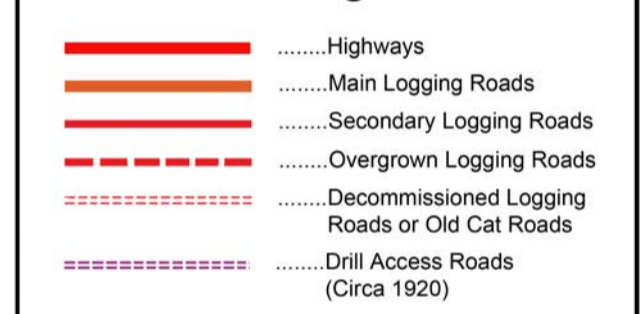 ........Highways
........Main Logging Roads
........Secondary Logging Roads
........Overgrown Logging Roads
........Decommissioned Logging
Roads or Old Cat Roads
........Drill Access Roads
(Circa 1920)